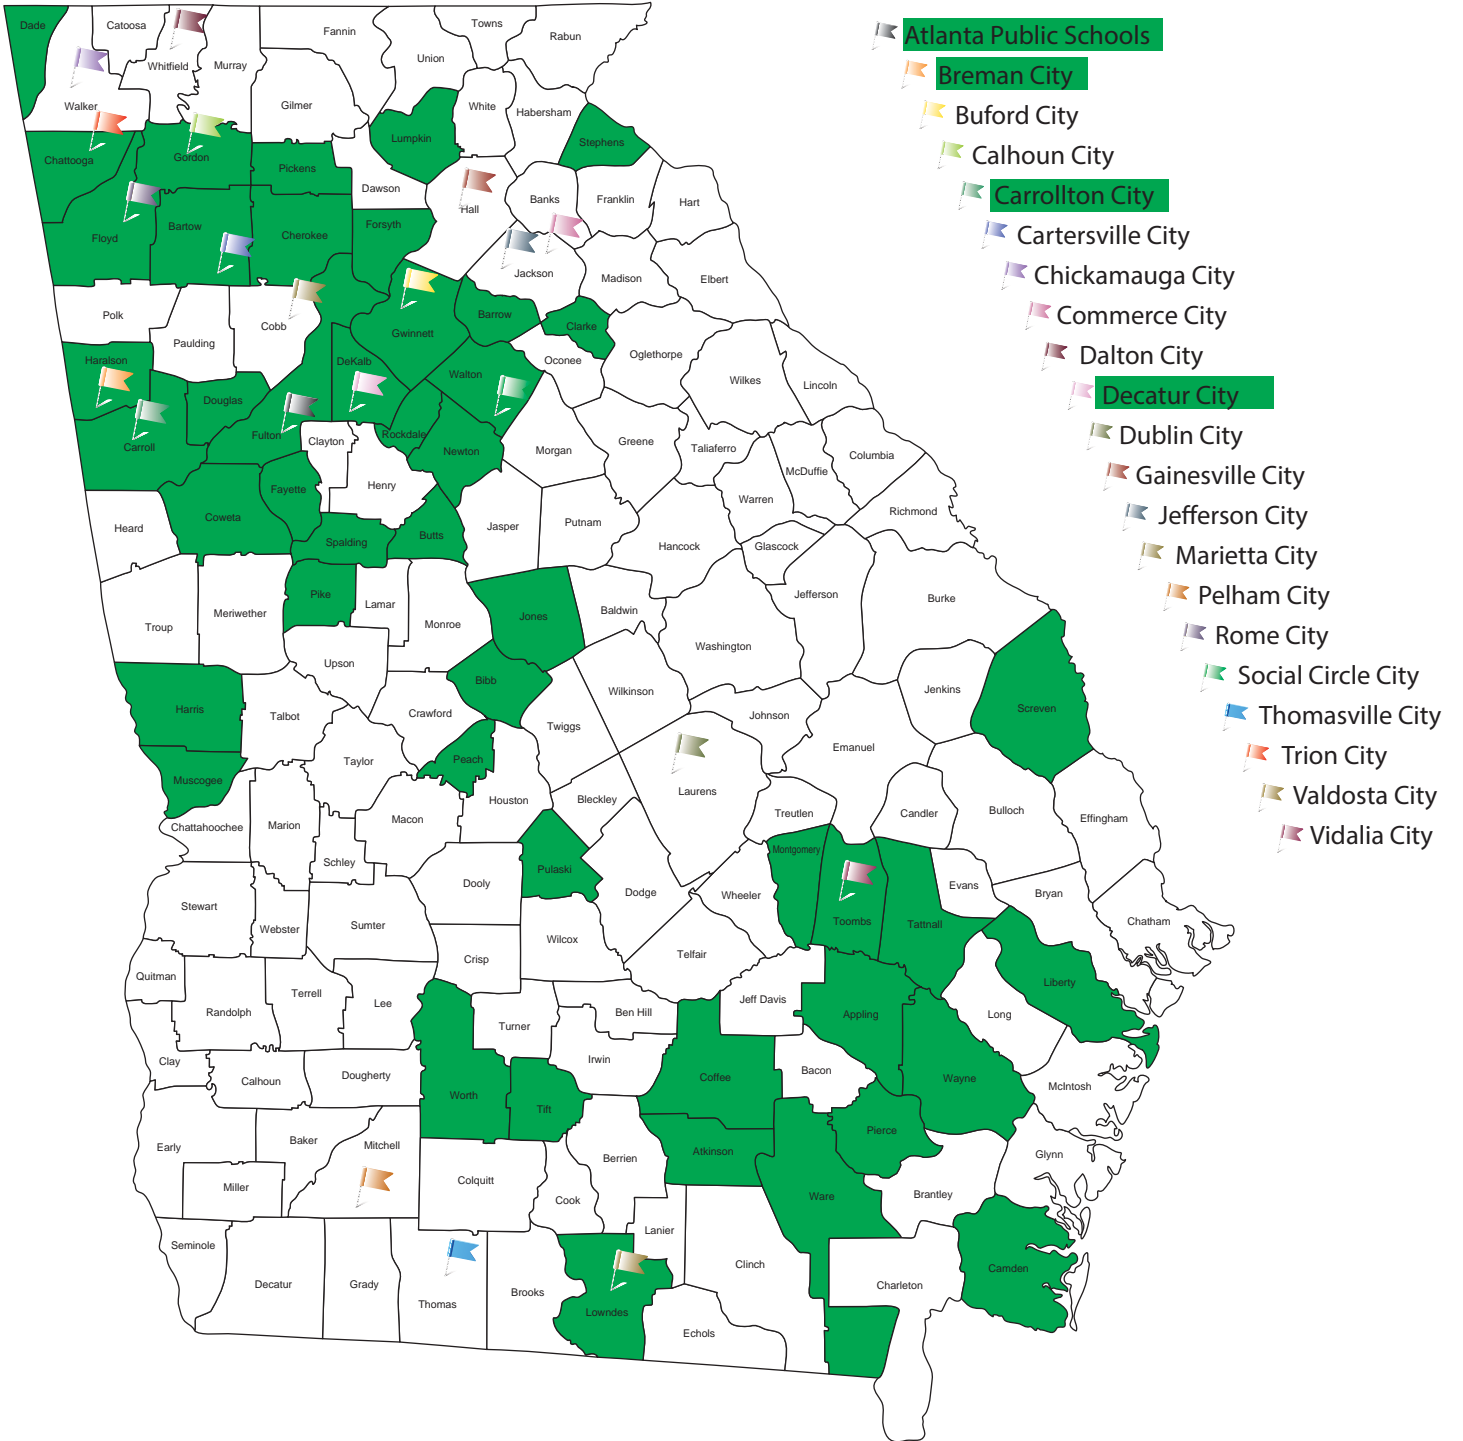 Dade
Catoosa
Fannin
Towns
Rabun
Union
Whitfield
Murray
Walker
Gilmer
White
Habersham
Lumpkin
Stephens
Chattooga
Gordon
Pickens
Dawson
Hall
Banks
Franklin
Hart
Floyd
Bartow
Cherokee
Forsyth
Jackson
Madison
Elbert
Polk
Paulding
Cobb
Gwinnett
Barrow
Clarke
Oconee
Oglethorpe
Haralson
DeKalb
Walton
Wilkes
Lincoln
Douglas
Carroll
Fulton
Clayton
Rockdale
Newton
Morgan
Greene
Taliaferro
McDuffie
Columbia
Fayette
Henry
Warren
Richmond
Heard
Coweta
Spalding
Butts
Jasper
Putnam
Hancock
Glascock
Pike
Lamar
Jones
Baldwin
Jefferson
Burke
Troup
Meriwether
Monroe
Washington
Upson
Bibb
Wilkinson
Jenkins
Screven
Harris
Talbot
Crawford
Twiggs
Johnson
Emanuel
Muscogee
Taylor
Peach
Laurens
Houston
Bleckley
Treutlen
Candler
Bulloch
Effingham
Chattahoochee
Marion
Macon
Schley
Montgomery
Pulaski
Dooly
Dodge
Wheeler
Evans
Bryan
Stewart
Webster
Sumter
Toombs
Tattnall
Chatham
Wilcox
Crisp
Telfair
Quitman
Terrell
Lee
Liberty
Randolph
Turner
Ben Hill
Jeff Davis
Appling
Long
Clay
Calhoun
Dougherty
Irwin
Coffee
Bacon
Wayne
McIntosh
Worth
Tift
Early
Baker
Mitchell
Pierce
Atkinson
Berrien
Glynn
Miller
Colquitt
Cook
Ware
Brantley
Seminole
Lanier
Clinch
Camden
Decatur
Grady
Thomas
Brooks
Lowndes
Charleton
Echols
Atlanta Public Schools
Breman City
Buford City
Calhoun City
Carrollton City
Cartersville City
Chickamauga City
Commerce City
Dalton City
Decatur City
Dublin City
Gainesville City
Jefferson City
Marietta City
Pelham City
Rome City
Social Circle City
Thomasville City
Trion City
Valdosta City
Vidalia City